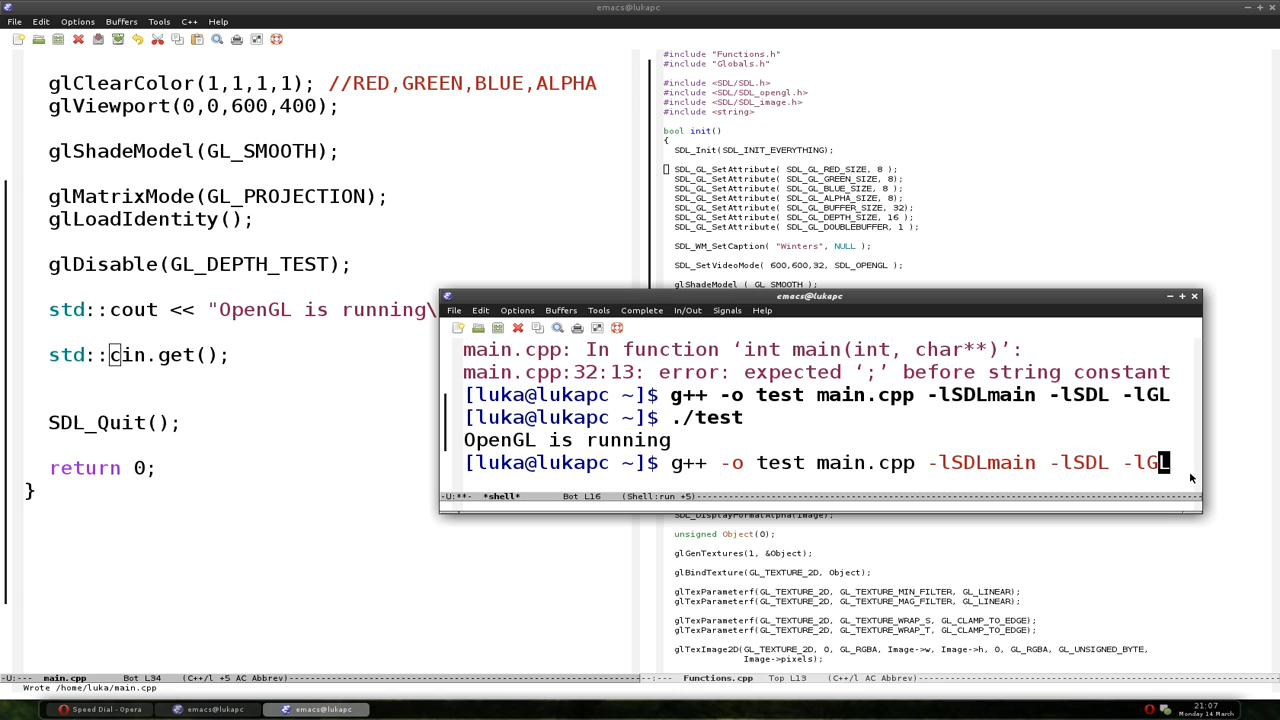 emacs@lukapc
File Edit Options Buffers Tools C++ Help
glClearColor(1,1,1,1); //RED,GREEN,BLUE,ALPHA
glViewport(0,0,600,400);
glShadeModel(GL_SMOOTH);
glMatrixMode(GL_PROJECTION);
glLoadIdentity();
glDisable(GL_DEPTH_TEST);
std::cout << "OpenGL is running\
std::cin.get();
SDL_Quit();
return 0;
}
-U:--- main.cpp Bot L34 (C++/l +5 AC Abbrev)
Wrote /home/luka/main.cpp
#include "Functions.h"
#include "Globals.h"
#include <SDL/SDL.h>
#include <SDL/SDL_opengl.h>
#include <SDL/SDL_image.h>
#include <string>
bool init()
{
SDL_Init(SDL_INIT_EVERYTHING);
SDL_GL_SetAttribute( SDL_GL_RED_SIZE, 8 );
SDL_GL_SetAttribute( SDL_GL_GREEN_SIZE, 8);
SDL_GL_SetAttribute( SDL_GL_BLUE_SIZE, 8 );
SDL_GL_SetAttribute( SDL_GL_ALPHA_SIZE, 8);
SDL_GL_SetAttribute( SDL_GL_BUFFER_SIZE, 32);
SDL_GL_SetAttribute( SDL_GL_DEPTH_SIZE, 16 );
SDL_GL_SetAttribute( SDL_GL_DOUBLEBUFFER, 1 );
SDL_WM_SetCaption( "Winters", NULL );
SDL_SetVideoMode( 600,600,32, SDL_OPENGL );
glShadeModel ( GL_SMOOTH );
emacs@lukapc
File Edit Options Buffers Tools Complete In/Out Signals Help
main.cpp: In function ‘int main(int, char**)’:
main.cpp:32:13: error: expected ‘;’ before string constant
[luka@lukapc ~]$ g++ -o test main.cpp -lSDLmain -lSDL -lGL
[luka@lukapc ~]$ ./test
OpenGL is running
[luka@lukapc ~]$ g++ -o test main.cpp -lSDLmain -lSDL -lGL
-U:**- *shell* Bot L16 (Shell:run +5)
SDL_DisplayFormatAlpha(Image);
unsigned Object(0);
glGenTextures(1, &Object);
glBindTexture(GL_TEXTURE_2D, Object);
glTexParameterf(GL_TEXTURE_2D, GL_TEXTURE_MIN_FILTER, GL_LINEAR);
glTexParameterf(GL_TEXTURE_2D, GL_TEXTURE_MAG_FILTER, GL_LINEAR);
glTexParameterf(GL_TEXTURE_2D, GL_TEXTURE_WRAP_S, GL_CLAMP_TO_EDGE);
glTexParameterf(GL_TEXTURE_2D, GL_TEXTURE_WRAP_T, GL_CLAMP_TO_EDGE);
glTexImage2D(GL_TEXTURE_2D, 0, GL_RGBA, Image->w, Image->h, 0, GL_RGBA, GL_UNSIGNED_BYTE,
Image->pixels);
-:--- Functions.cpp Top L13 (C++/l AC Abbrev)
Speed Dial - Opera emacs@lukapc emacs@lukapc
21:07
Monday 14 March